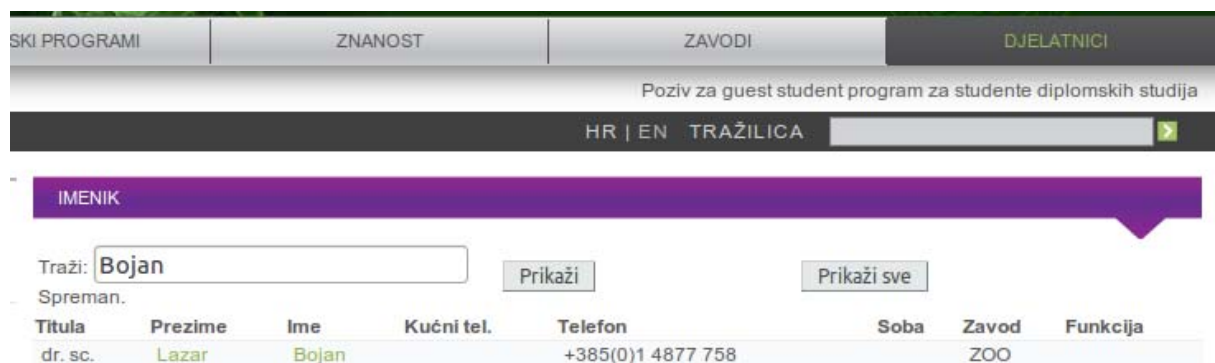 SKI PROGRAMI ZNANOST ZAVODI DJELATNICI
Poziv za guest student program za studente diplomskih studija
HR | EN TRAŽILICA
IMENIK
Traži: Bojan Prikaži Prikaži sve
Spreman.
Titula Prezime Ime Kućni tel. Telefon Soba Zavod Funkcija
dr. sc. Lazar Bojan +385(0)1 4877 758 ZOO